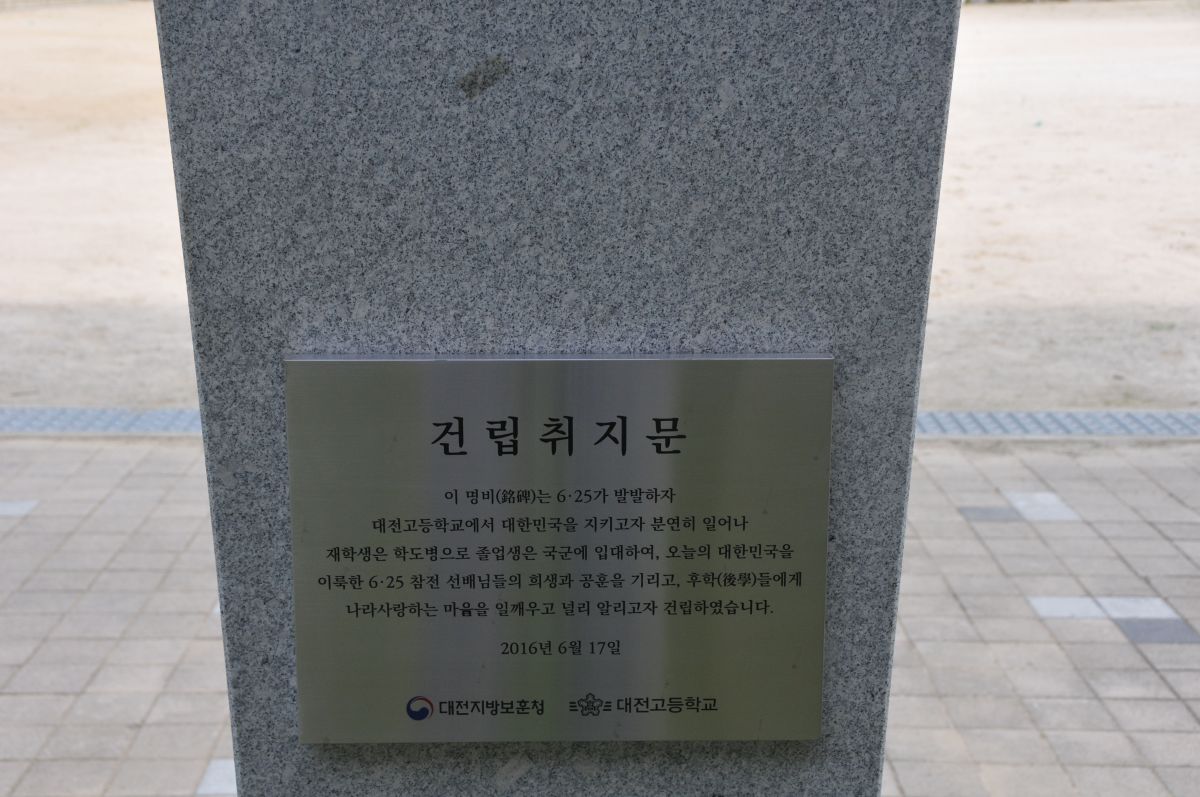 건립취지문
이 명비(銘碑)는 6·25가 발발하자
대전고등학교에서 대한민국을 지키고자 분연히 일어나
재학생은 학도병으로 졸업생은 국군에 입대하여, 오늘의 대한민국을
이룩한 6·25 참전 선배님들의 희생과 공훈을 기리고, 후학(後學)들에게
나라사랑하는 마음을 일깨우고 널리 알리고자 건립하였습니다.
2016년 6월 17일
대전지방보훈청 대전고등학교